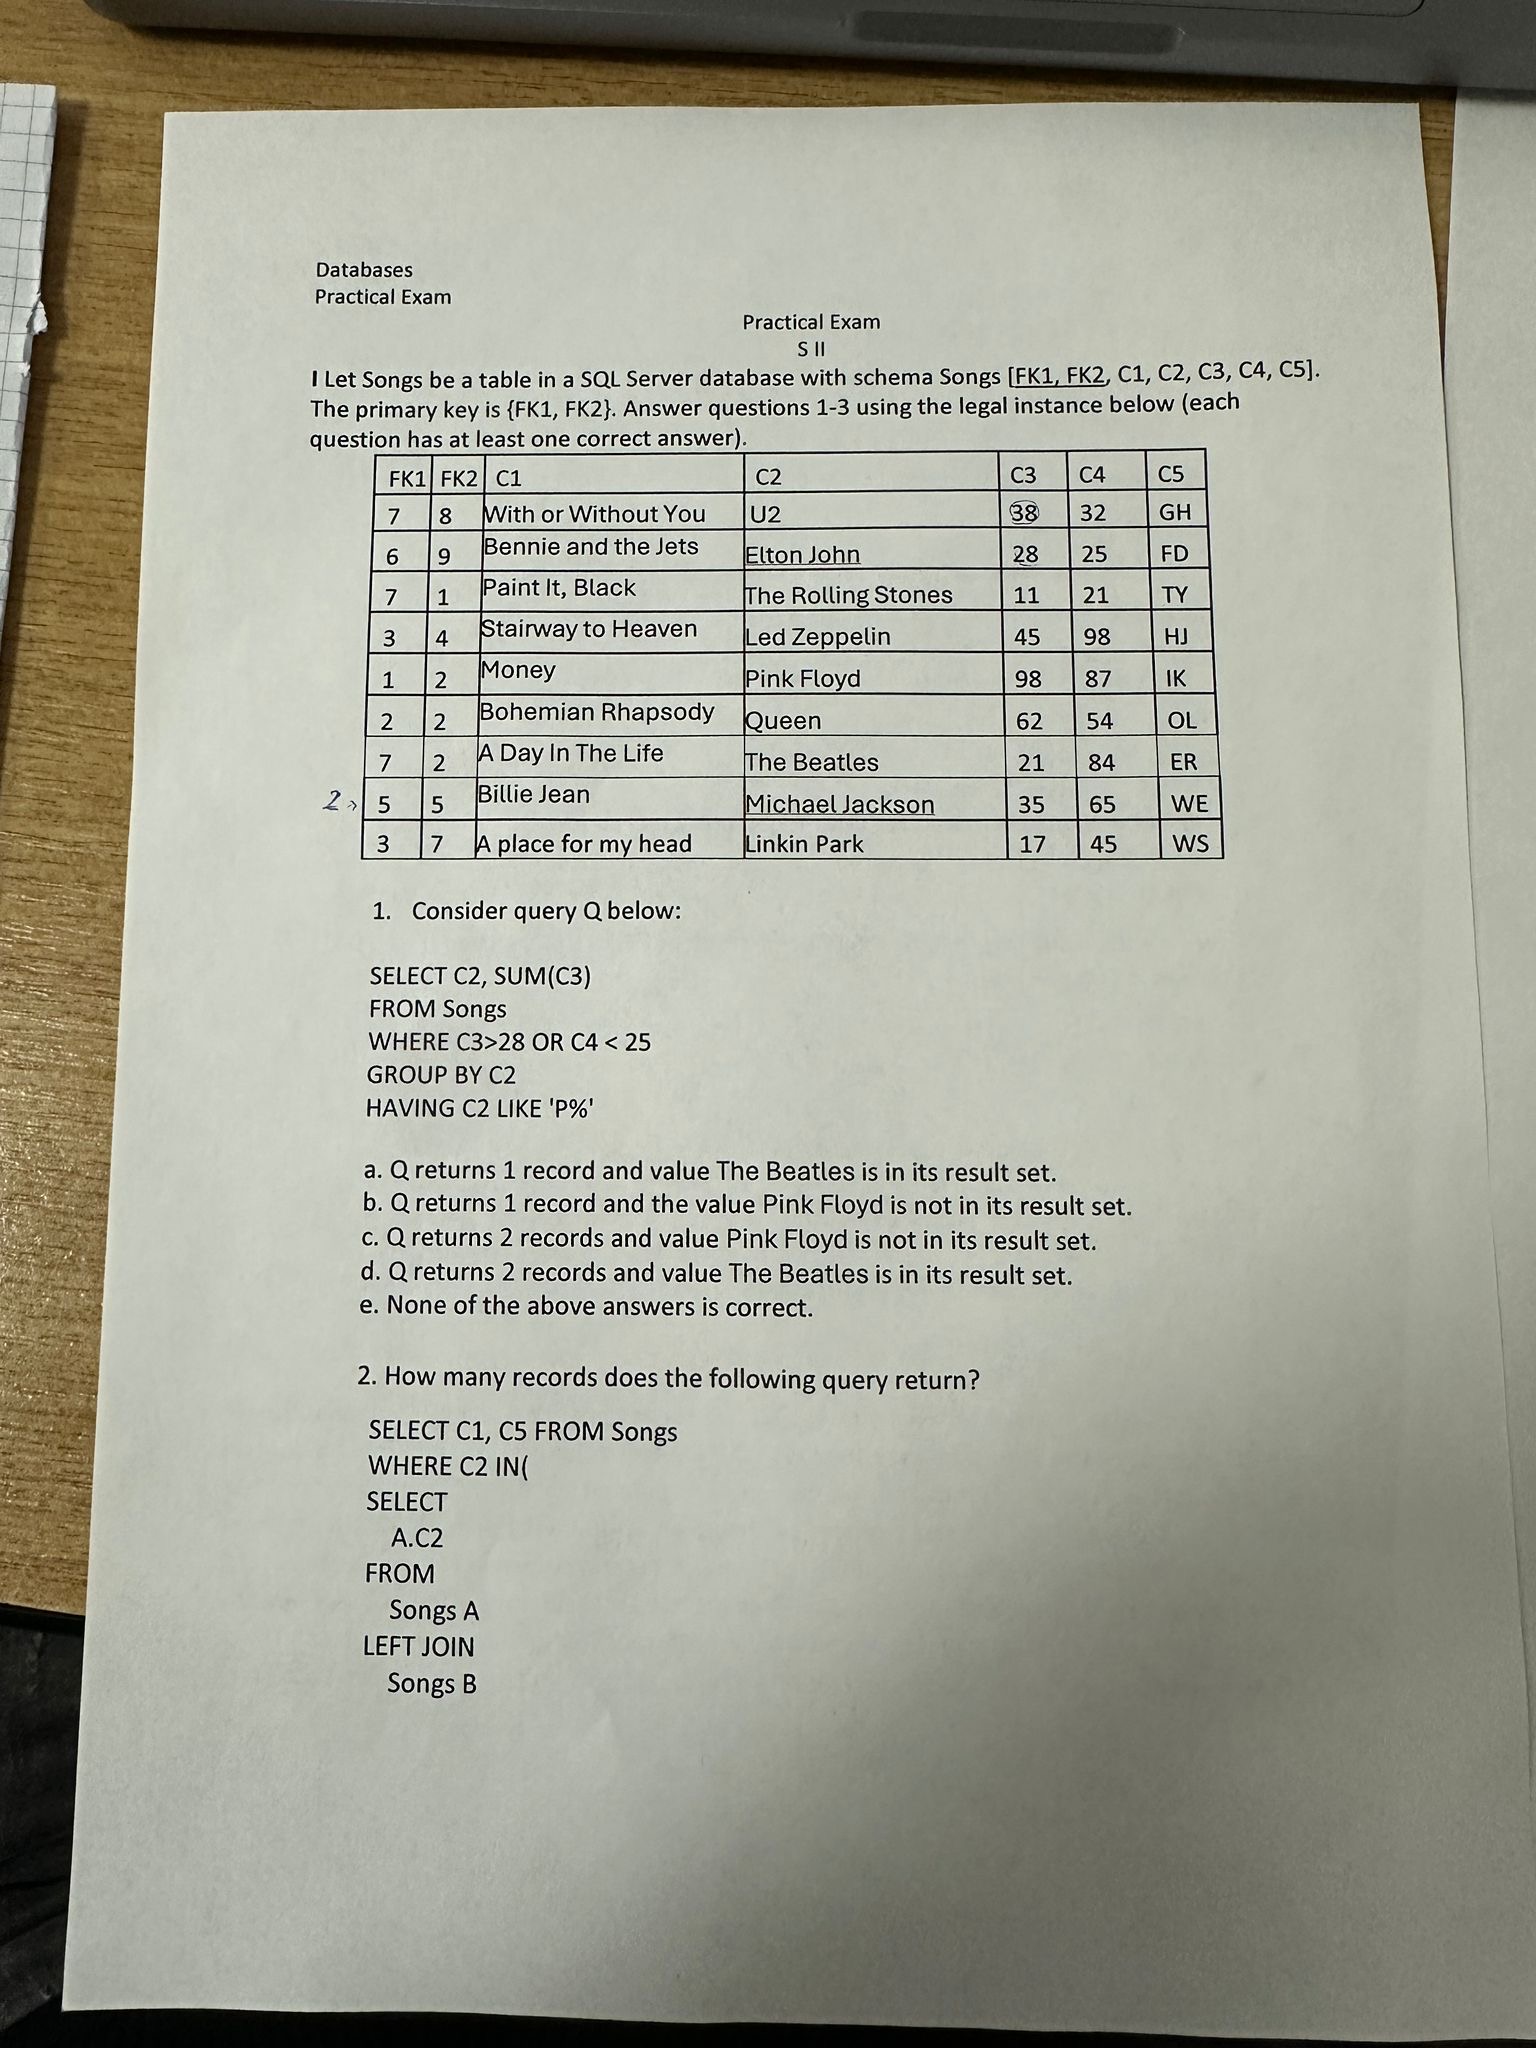 Databases
Practical Exam
Practical Exam
S II
I Let Songs be a table in a SQL Server database with schema Songs [FK1, FK2, C1, C2, C3, C4, C5].
The primary key is {FK1, FK2}. Answer questions 1-3 using the legal instance below (each
question has at least one correct answer).
FK1 FK2 C1 C2 C3 C4 C5
7 8 With or Without You U2 38 32 GH
6 9 Bennie and the Jets Elton John 28 25 FD
7 1 Paint It, Black The Rolling Stones 11 21 TY
3 4 Stairway to Heaven Led Zeppelin 45 98 HJ
1 2 Money Pink Floyd 98 87 IK
2 2 Bohemian Rhapsody Queen 62 54 OL
7 2 A Day In The Life The Beatles 21 84 ER
2 > 5 5 Billie Jean Michael Jackson 35 65 WE
3 7 A place for my head Linkin Park 17 45 WS
1. Consider query Q below:
SELECT C2, SUM(C3)
FROM Songs
WHERE C3>28 OR C4 < 25
GROUP BY C2
HAVING C2 LIKE 'P%'
a. Q returns 1 record and value The Beatles is in its result set.
b. Q returns 1 record and the value Pink Floyd is not in its result set.
c. Q returns 2 records and value Pink Floyd is not in its result set.
d. Q returns 2 records and value The Beatles is in its result set.
e. None of the above answers is correct.
2. How many records does the following query return?
SELECT C1, C5 FROM Songs
WHERE C2 IN(
SELECT
A.C2
FROM
Songs A
LEFT JOIN
Songs B